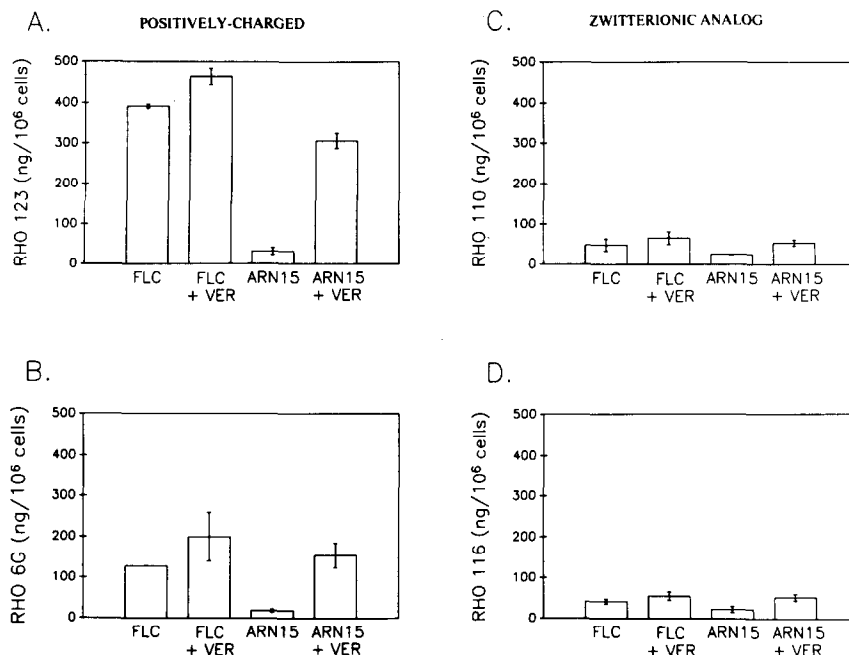 A.
POSITIVELY-CHARGED
RHO 123 (ng/10⁶ cells)
500
400
300
200
100
0
FLC
FLC
+ VER
ARN15
ARN15
+ VER
C.
ZWITTERIONIC ANALOG
RHO 110 (ng/10⁶ cells)
500
400
300
200
100
0
FLC
FLC
+ VER
ARN15
ARN15
+ VER
B.
RHO 6G (ng/10⁶ cells)
500
400
300
200
100
0
FLC
FLC
+ VER
ARN15
ARN15
+ VER
D.
RHO 116 (ng/10⁶ cells)
500
400
300
200
100
0
FLC
FLC
+ VER
ARN15
ARN15
+ VER